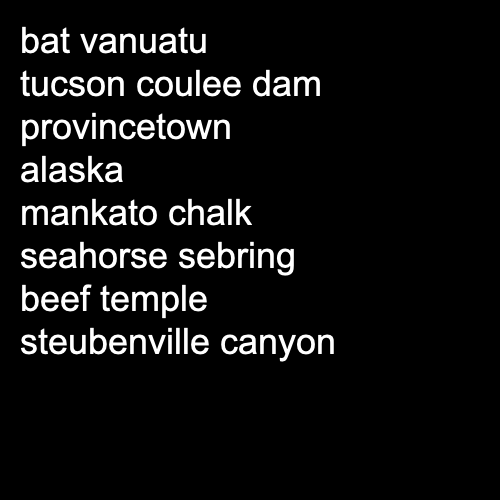 bat vanuatu
tucson coulee dam
provincetown
alaska
mankato chalk
seahorse sebring
beef temple
steubenville canyon